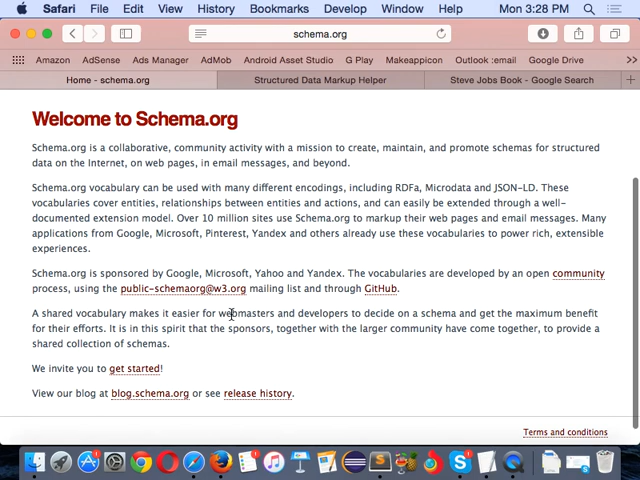 Safari File Edit View History Bookmarks Develop Window Help Mon 3:28 PM
schema.org
Amazon AdSense Ads Manager AdMob Android Asset Studio G Play Makeappicon Outlook :email Google Drive
Home - schema.org Structured Data Markup Helper Steve Jobs Book - Google Search
Welcome to Schema.org
Schema.org is a collaborative, community activity with a mission to create, maintain, and promote schemas for structured
data on the Internet, on web pages, in email messages, and beyond.
Schema.org vocabulary can be used with many different encodings, including RDFa, Microdata and JSON-LD. These
vocabularies cover entities, relationships between entities and actions, and can easily be extended through a well-
documented extension model. Over 10 million sites use Schema.org to markup their web pages and email messages. Many
applications from Google, Microsoft, Pinterest, Yandex and others already use these vocabularies to power rich, extensible
experiences.
Schema.org is sponsored by Google, Microsoft, Yahoo and Yandex. The vocabularies are developed by an open community
process, using the public-schemaorg@w3.org mailing list and through GitHub.
A shared vocabulary makes it easier for webmasters and developers to decide on a schema and get the maximum benefit
for their efforts. It is in this spirit that the sponsors, together with the larger community have come together, to provide a
shared collection of schemas.
We invite you to get started!
View our blog at blog.schema.org or see release history.
Terms and conditions